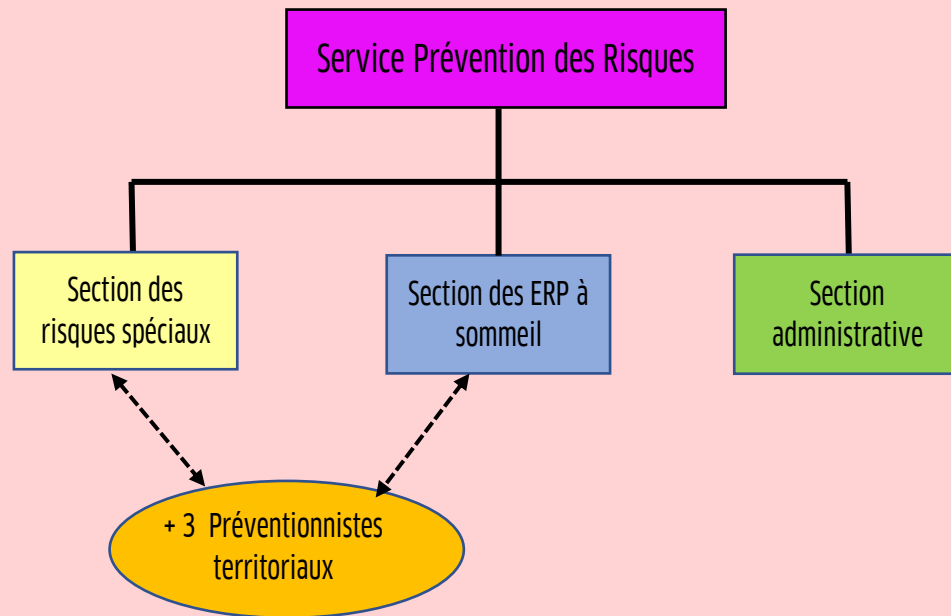 Service Prévention des Risques
Section des
risques spéciaux
Section des ERP à
sommeil
Section
administrative
+ 3 Préventionnistes
territoriaux